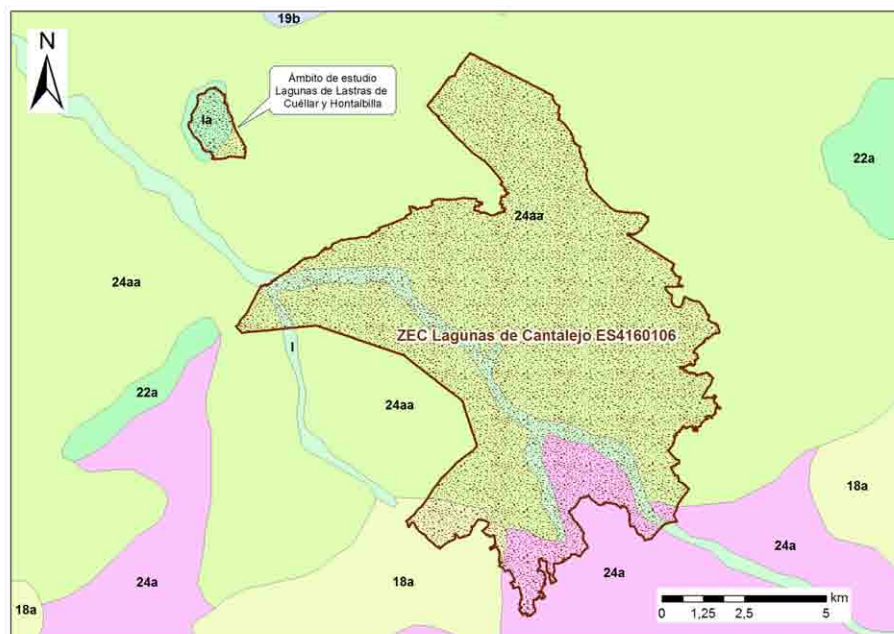 19b
N
Ámbito de estudio
Lagunas de Lastras de
Cuéllar y Hontalbilla
Ia
22a
24aa
24aa
ZEC Lagunas de Cantalejo ES4160106
I
22a
24aa
18a
24a
24a
18a
24a
18a
km
0 1,25 2,5 5